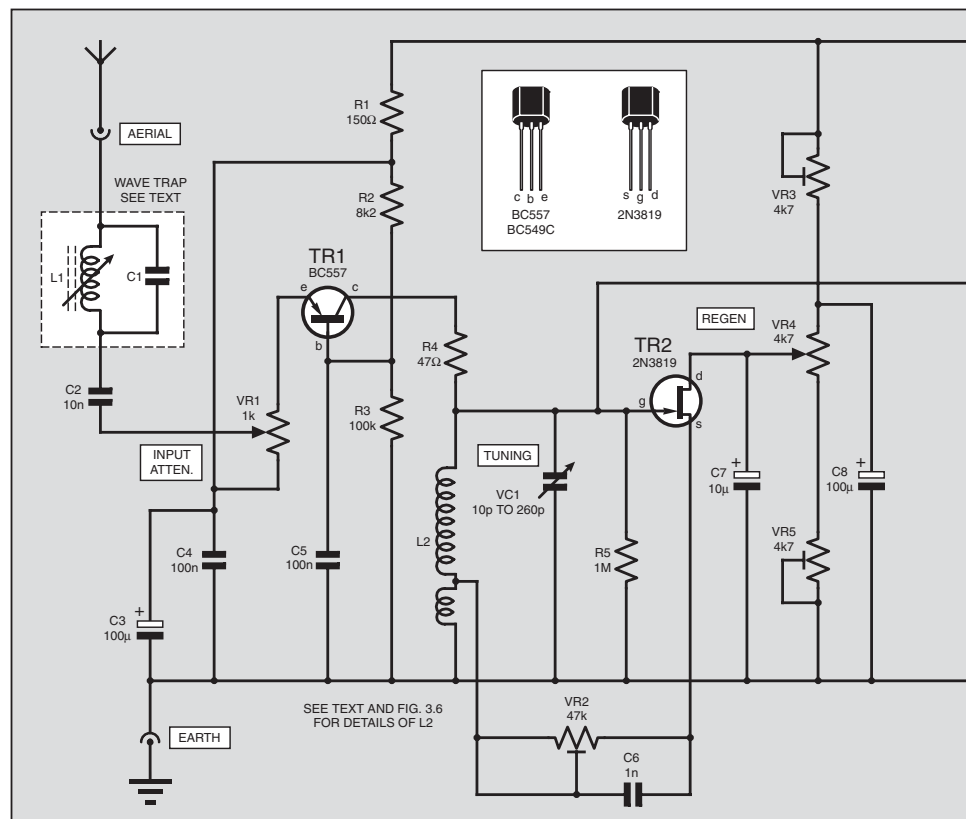 AERIAL
WAVE TRAP
SEE TEXT
L1
C1
C2
10n
VR1
1k
INPUT
ATTEN.
C4
100n
C3
+
100μ
EARTH
R1
150Ω
R2
8k2
TR1
BC557
e
c
b
R4
47Ω
R3
100k
C5
100n
L2
SEE TEXT AND FIG. 3.6
FOR DETAILS OF L2
c b e
BC557
BC549C
s g d
2N3819
TUNING
VC1
10p TO 260p
R5
1M
TR2
2N3819
d
g
s
REGEN
VR3
4k7
VR4
4k7
C7
+
10μ
C8
+
100μ
VR5
4k7
VR2
47k
C6
1n